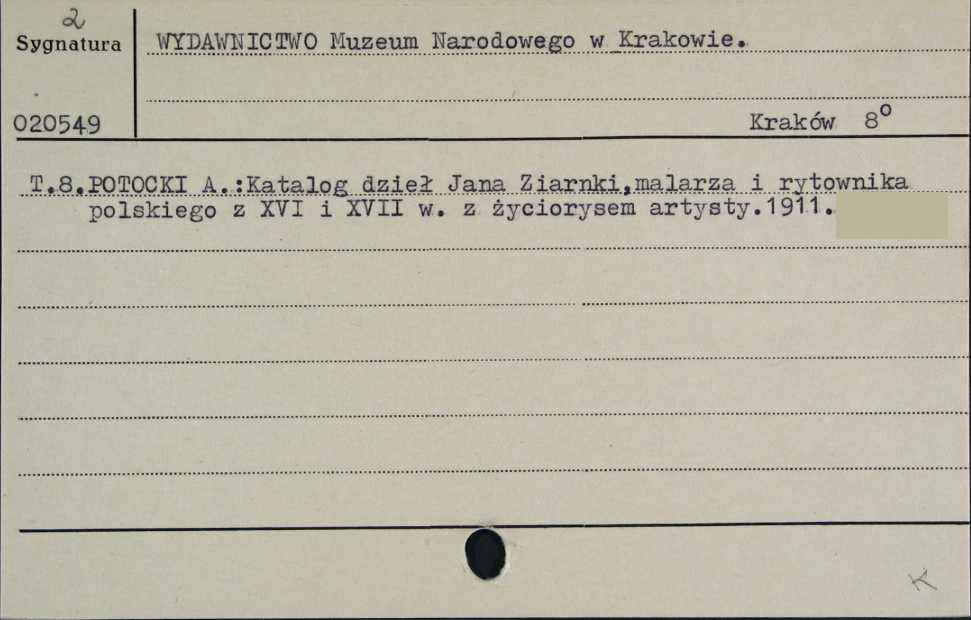 2
Sygnatura
WYDAWNICTWO Muzeum Narodowego w Krakowie.
020549
Kraków 8°
T.8.POTOCKI A.:Katalog dzieł Jana Ziarnki,malarza i rytownika
polskiego z XVI i XVII w. z życiorysem artysty.1911.
K